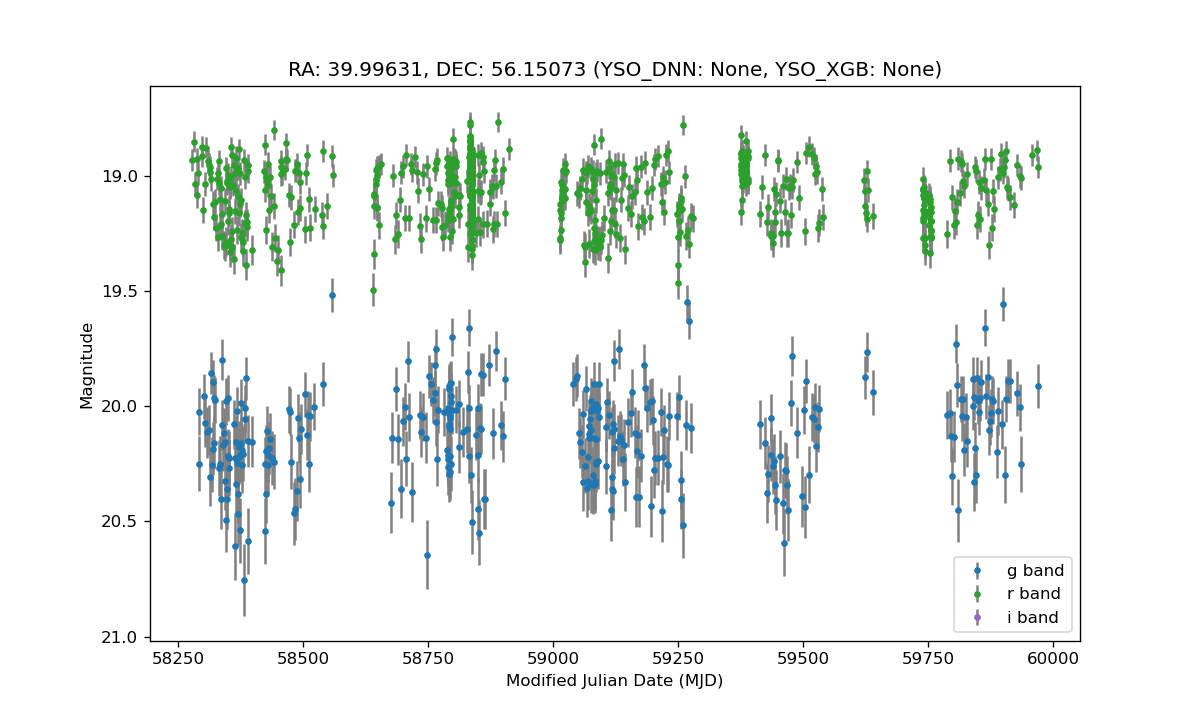 RA: 39.99631, DEC: 56.15073 (YSO_DNN: None, YSO_XGB: None)
Magnitude
19.0
19.5
20.0
20.5
21.0
g band
r band
i band
58250 58500 58750 59000 59250 59500 59750 60000
Modified Julian Date (MJD)